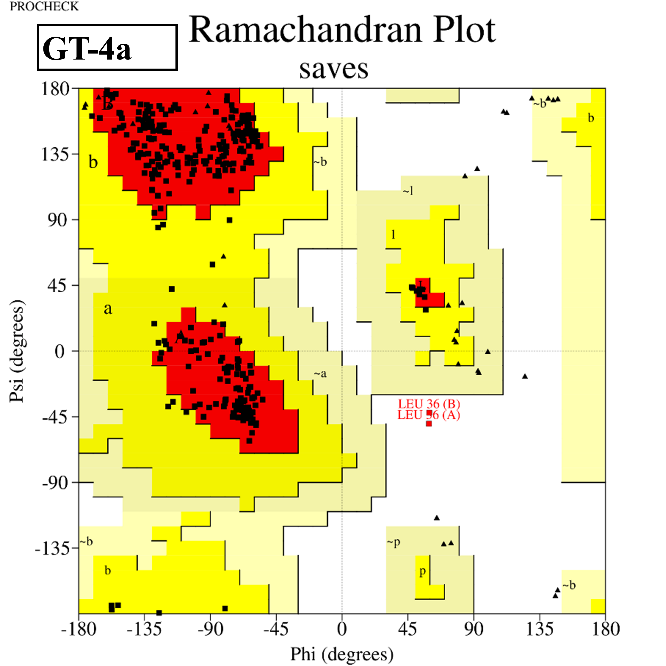 PROCHECK
Ramachandran Plot
GT-4a
saves
180
135
90
45
0
-45
-90
-135
Psi (degrees)
B
b
~b
~b
b
~l
l
a
~a
LEU 36 (B)
LEU 36 (A)
~b
b
~p
p
~b
-180
-135
-90
-45
0
45
90
135
180
Phi (degrees)